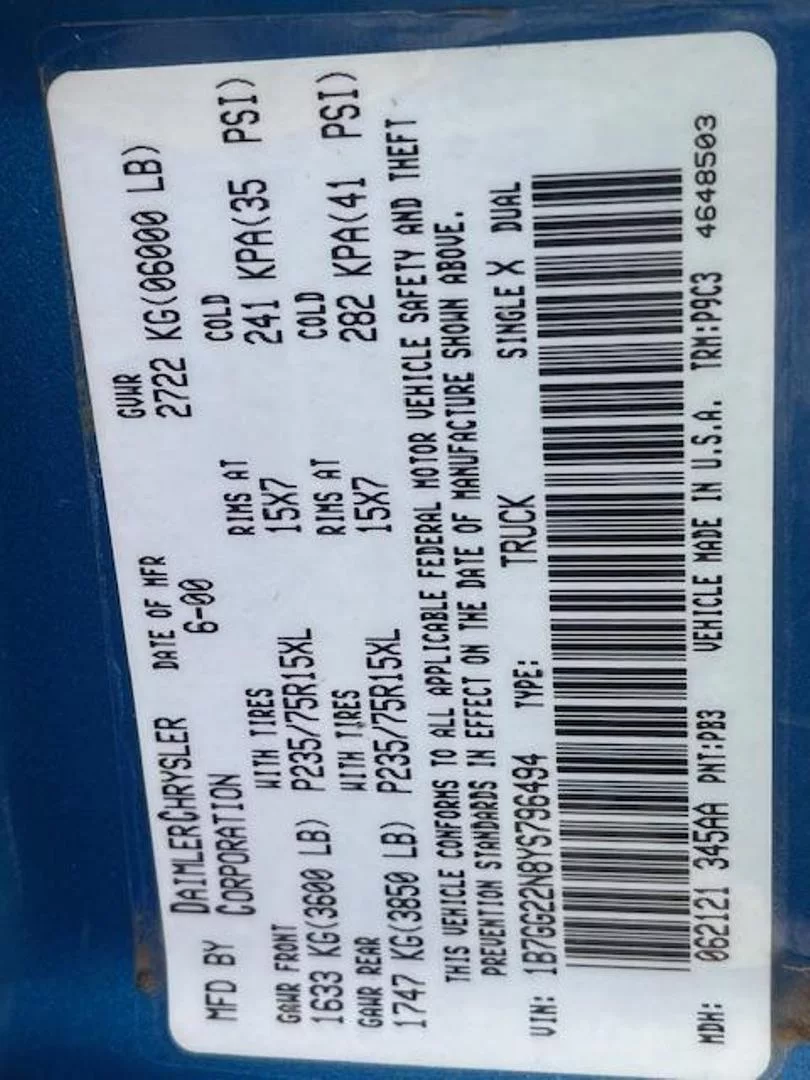 MFD BY DAIMLERCHRYSLER CORPORATION DATE OF MFR 6-00 GVWR 2722 KG(06000 LB)
GAWR FRONT WITH TIRES RIMS AT COLD
1633 KG(3600 LB) P235/75R15XL 15X7 241 KPA(35 PSI)
GAWR REAR WITH TIRES RIMS AT COLD
1747 KG(3850 LB) P235/75R15XL 15X7 282 KPA(41 PSI)
THIS VEHICLE CONFORMS TO ALL APPLICABLE FEDERAL MOTOR VEHICLE SAFETY AND THEFT
PREVENTION STANDARDS IN EFFECT ON THE DATE OF MANUFACTURE SHOWN ABOVE.
VIN: 1B7GG22N8YS796494 TYPE: TRUCK SINGLE X DUAL
MDH: 062121 345AA PNT:PB3 VEHICLE MADE IN U.S.A. TRM:P9C3 4648503